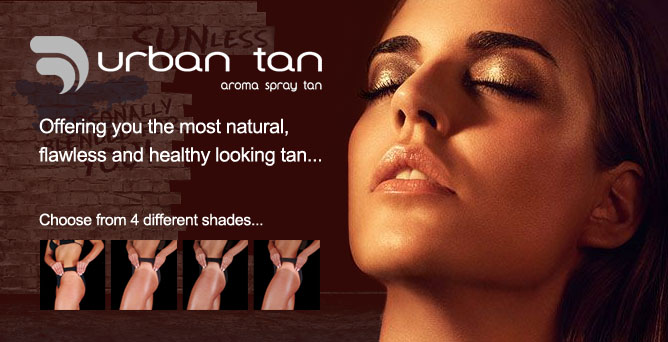 SUNLESS
urban tan
aroma spray tan
Offering you the most natural,
flawless and healthy looking tan...
Choose from 4 different shades...